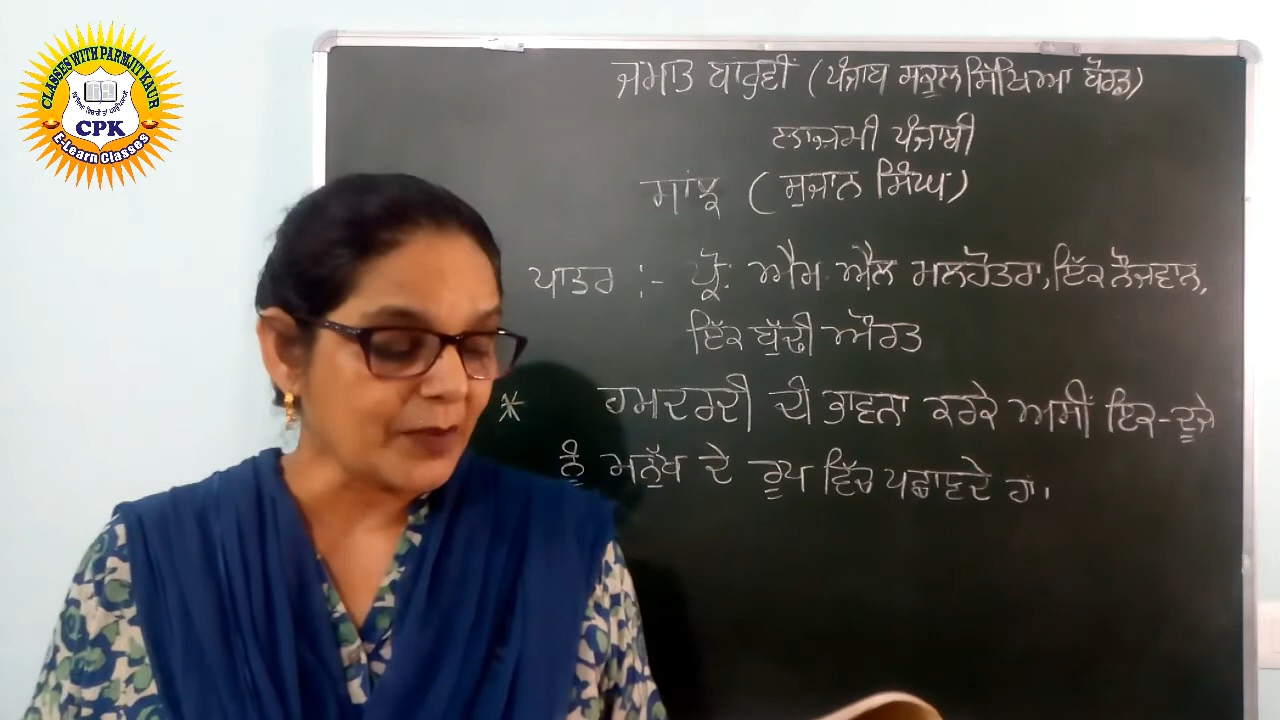 CLASSES WITH PARMJIT KAUR
CPK
E-Learn Classes
ਜਮਾਤ ਬਾਰ੍ਹਵੀਂ (ਪੰਜਾਬ ਸਕੂਲ ਸਿੱਖਿਆ ਬੋਰਡ)
ਲਾਜ਼ਮੀ ਪੰਜਾਬੀ
ਸਾਂਝ (ਸੁਜਾਨ ਸਿੰਘ)
ਪਾਤਰ :- ਪ੍ਰੋ: ਐਮ ਐਲ ਮਲਹੋਤਰਾ, ਇੱਕ ਨੌਜਵਾਨ,
ਇੱਕ ਬੁੱਢੀ ਔਰਤ
* ਹਮਦਰਦੀ ਦੀ ਭਾਵਨਾ ਕਰਕੇ ਅਸੀਂ ਇਕ-ਦੂਜੇ
ਨੂੰ ਮਨੁੱਖ ਦੇ ਰੂਪ ਵਿੱਚ ਪਛਾਣਦੇ ਹਾਂ।